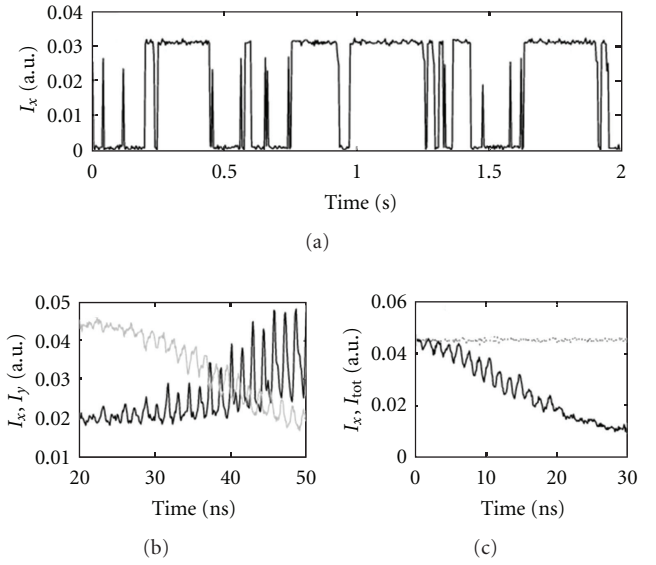 0.04
0.03
0.02
0.01
0
I_x (a.u.)
0 0.5 1 1.5 2
Time (s)
(a)
0.05
0.04
0.03
0.02
0.01
I_x, I_y (a.u.)
20 30 40 50
Time (ns)
(b)
0.06
0.04
0.02
0
I_x, I_tot (a.u.)
0 10 20 30
Time (ns)
(c)